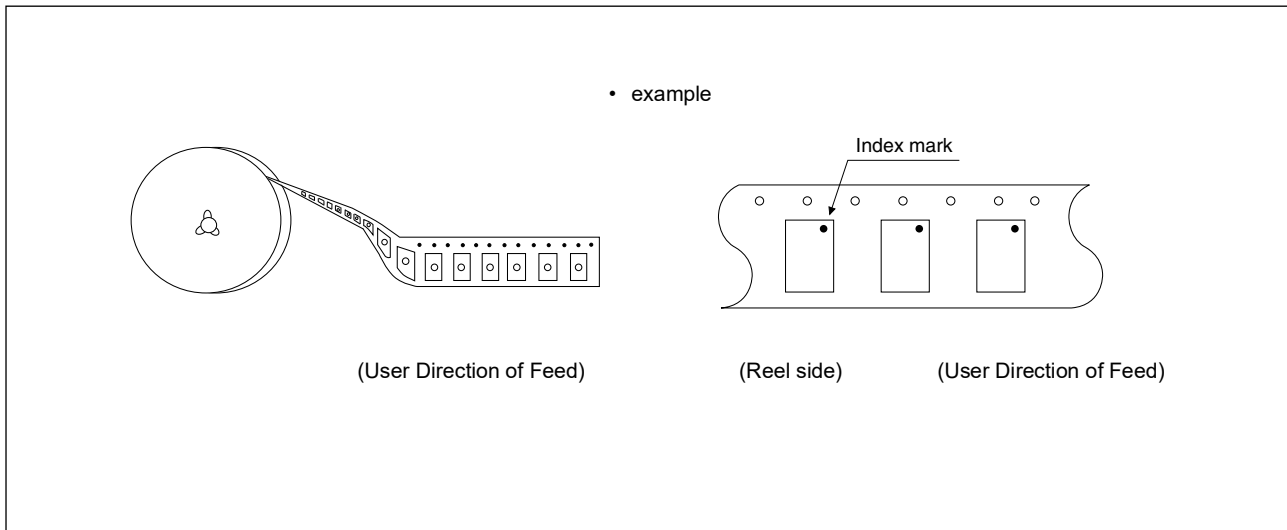 • example
Index mark
(User Direction of Feed)
(Reel side)
(User Direction of Feed)